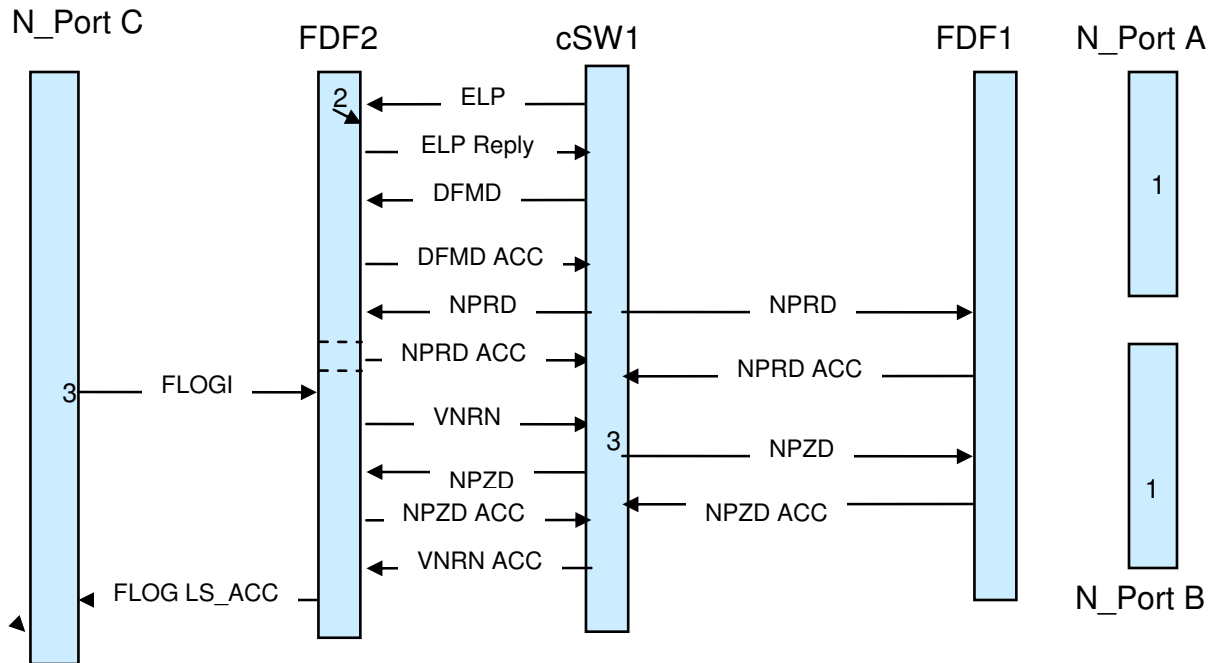 N_Port C
FDF2
cSW1
FDF1
N_Port A
2
ELP
ELP Reply
DFMD
1
DFMD ACC
NPRD
NPRD
NPRD ACC
NPRD ACC
3
FLOGI
VNRN
3
NPZD
NPZD
1
NPZD ACC
NPZD ACC
VNRN ACC
FLOG LS_ACC
N_Port B